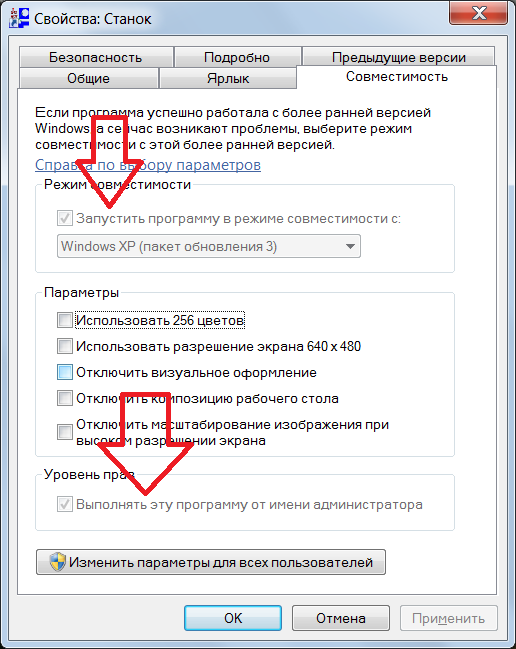 Свойства: Станок
Безопасность Подробно Предыдущие версии
Общие Ярлык Совместимость
Если программа успешно работала с более ранней версией
Windows, а сейчас возникают проблемы, выберите режим
совместимости с этой более ранней версией.
Справка по выбору параметров
Режим совместимости
Запустить программу в режиме совместимости с:
Windows XP (пакет обновления 3)
Параметры
Использовать 256 цветов
Использовать разрешение экрана 640 x 480
Отключить визуальное оформление
Отключить композицию рабочего стола
Отключить масштабирование изображения при
высоком разрешении экрана
Уровень прав
Выполнять эту программу от имени администратора
Изменить параметры для всех пользователей
OK Отмена Применить